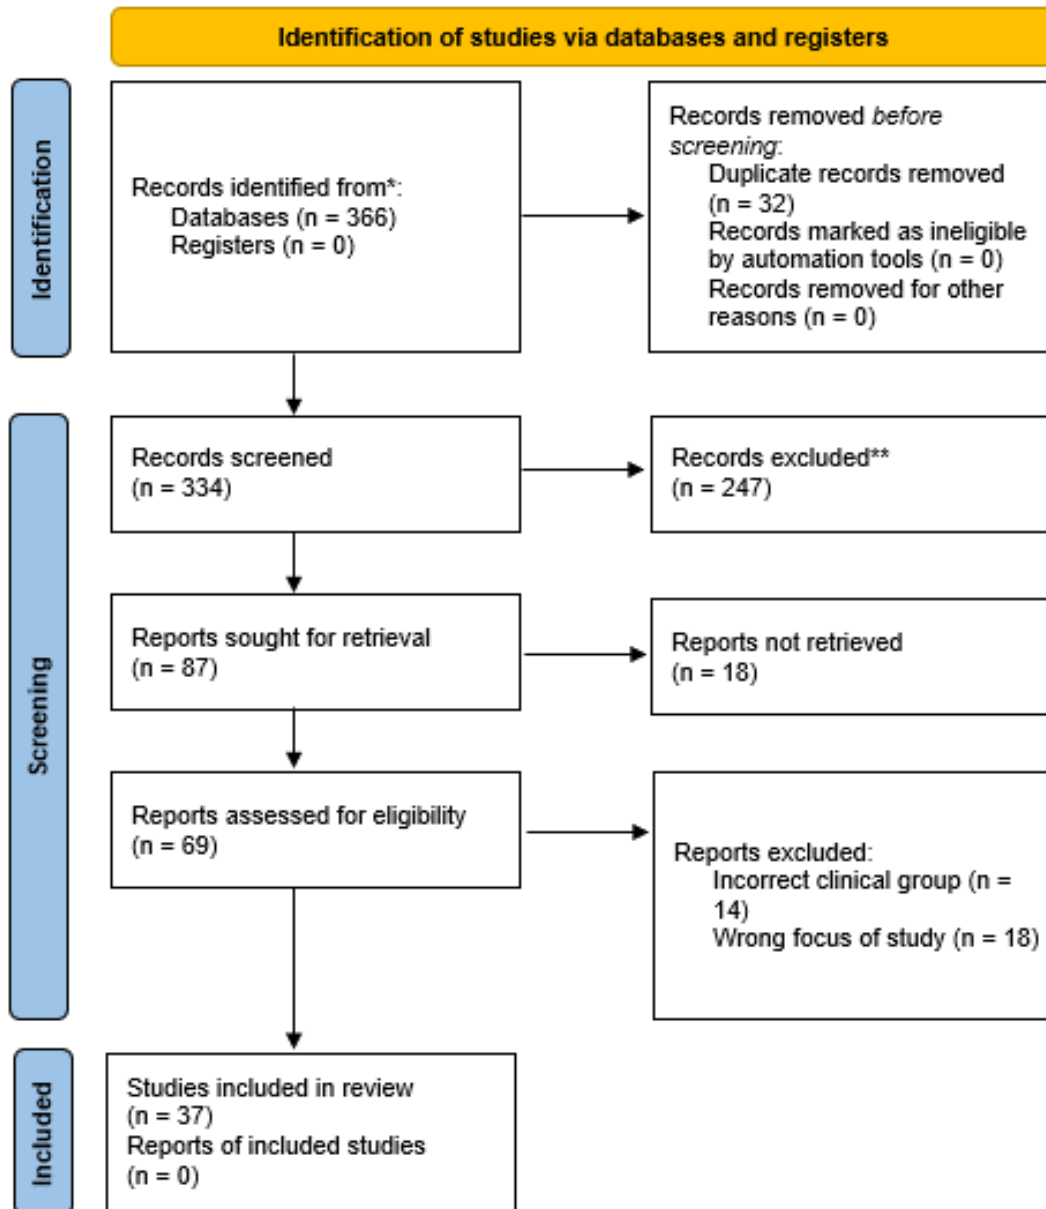 Identification of studies via databases and registers
Identification
Records identified from*:
Databases (n = 366)
Registers (n = 0)
Records removed before
screening:
Duplicate records removed
(n = 32)
Records marked as ineligible
by automation tools (n = 0)
Records removed for other
reasons (n = 0)
Screening
Records screened
(n = 334)
Records excluded**
(n = 247)
Reports sought for retrieval
(n = 87)
Reports not retrieved
(n = 18)
Reports assessed for eligibility
(n = 69)
Reports excluded:
Incorrect clinical group (n =
14)
Wrong focus of study (n = 18)
Included
Studies included in review
(n = 37)
Reports of included studies
(n = 0)